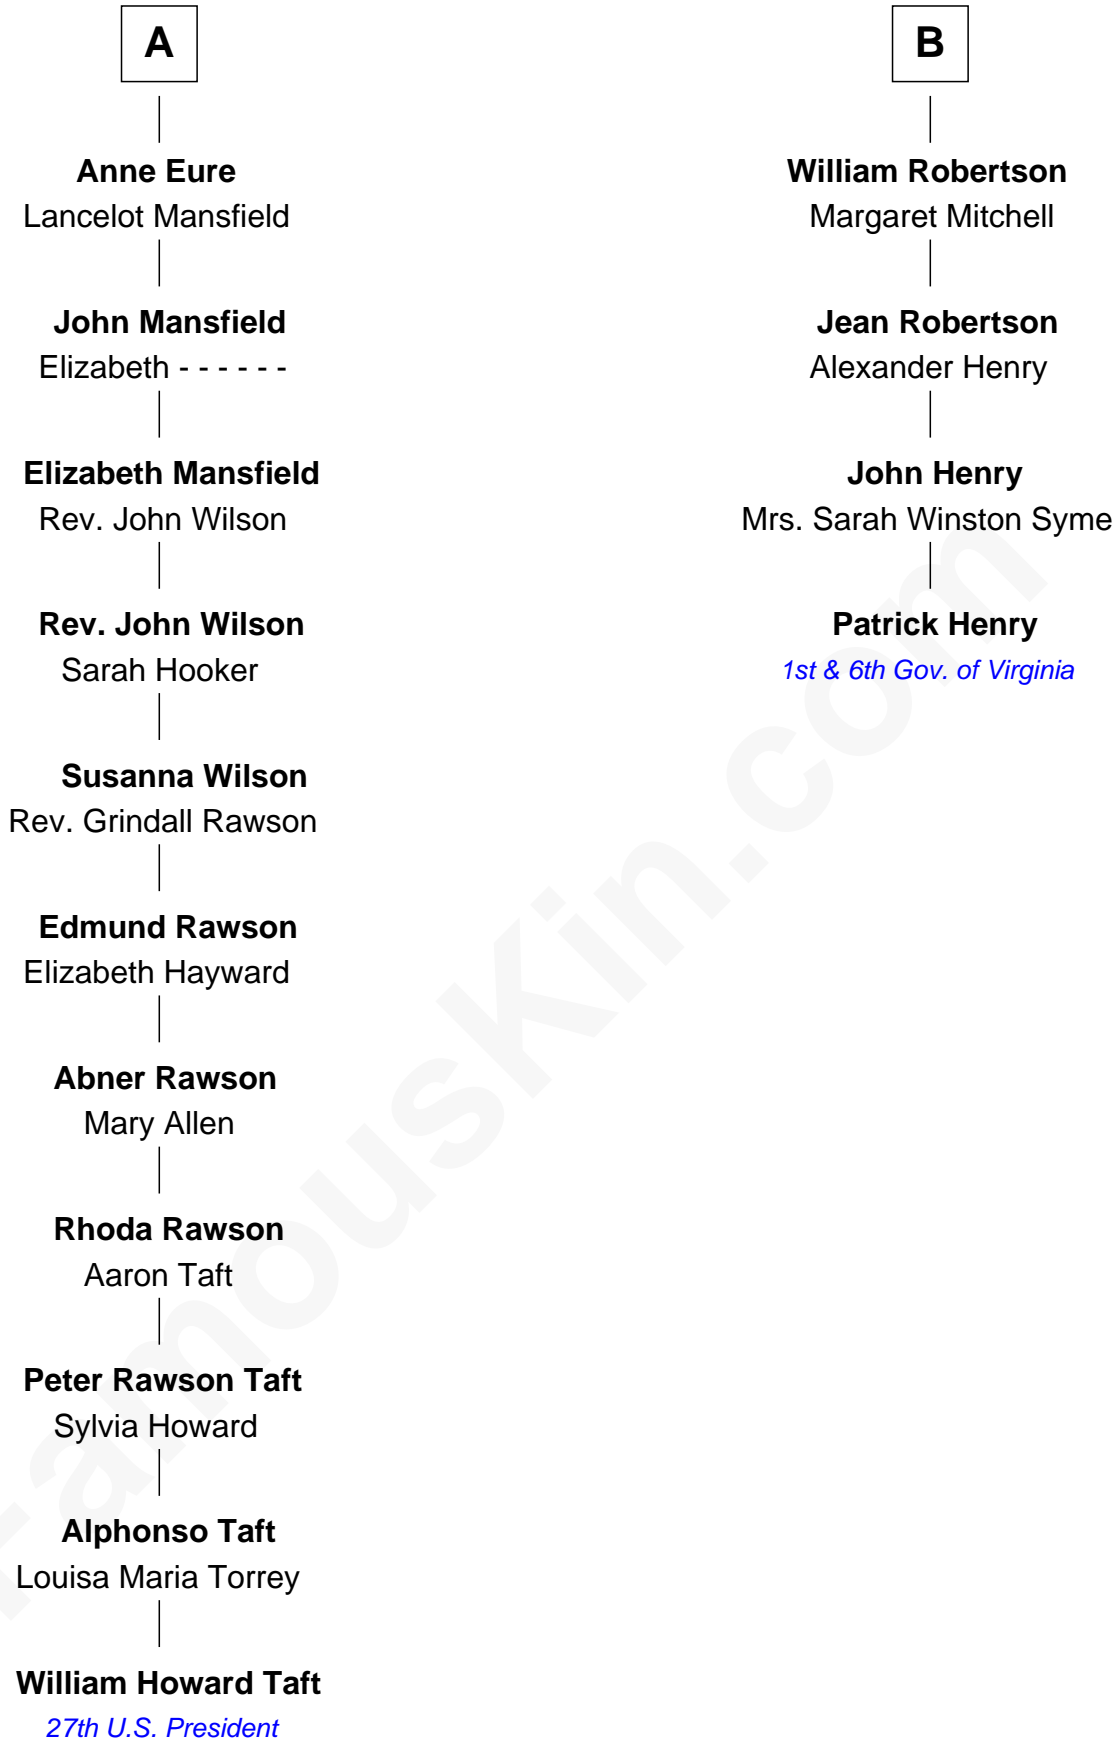 A
Anne Eure
Lancelot Mansfield
John Mansfield
Elizabeth - - - - - -
Elizabeth Mansfield
Rev. John Wilson
Rev. John Wilson
Sarah Hooker
Susanna Wilson
Rev. Grindall Rawson
Edmund Rawson
Elizabeth Hayward
Abner Rawson
Mary Allen
Rhoda Rawson
Aaron Taft
Peter Rawson Taft
Sylvia Howard
Alphonso Taft
Louisa Maria Torrey
William Howard Taft
27th U.S. President
B
William Robertson
Margaret Mitchell
Jean Robertson
Alexander Henry
John Henry
Mrs. Sarah Winston Syme
Patrick Henry
1st & 6th Gov. of Virginia
FamousKin.com